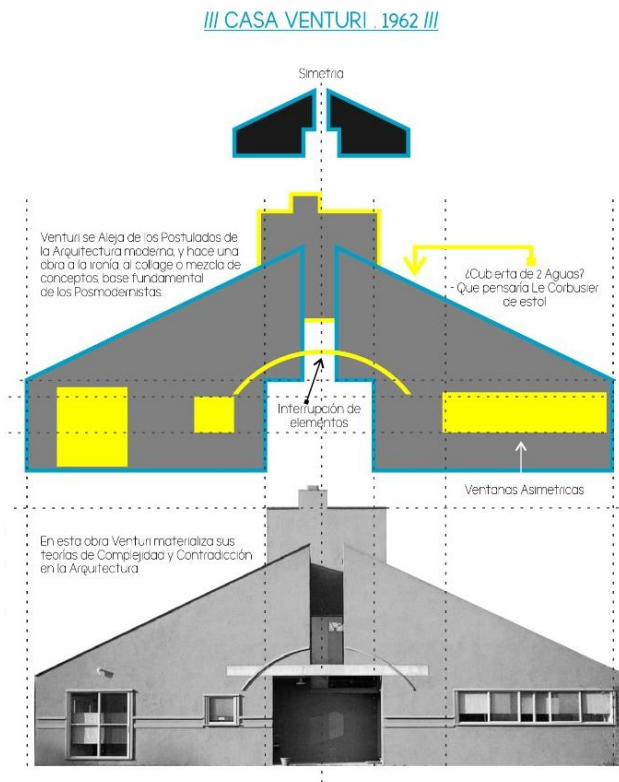 /// CASA VENTURI . 1962 ///
Simetria
Venturi se Aleja de los Postulados de
la Arquitectura moderna, y hace una
obra a la ironía, al collage o mezcla de
conceptos, base fundamental
de los Posmodernistas.
¿Cubierta de 2 Aguas?
- Que pensaría Le Corbusier
de esto!
Interrupción de
elementos
Ventanas Asimetricas
En esta obra Venturi materializa sus
teorías de Complejidad y Contradicción
en la Arquitectura